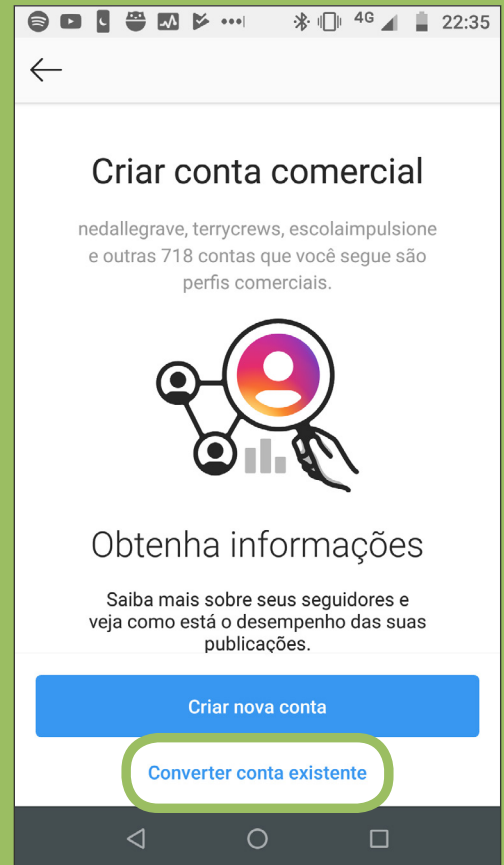 4G 22:35
Criar conta comercial
nedallegrave, terrycrews, escolaimpulsione
e outras 718 contas que você segue são
perfis comerciais.
Obtenha informações
Saiba mais sobre seus seguidores e
veja como está o desempenho das suas
publicações.
Criar nova conta
Converter conta existente